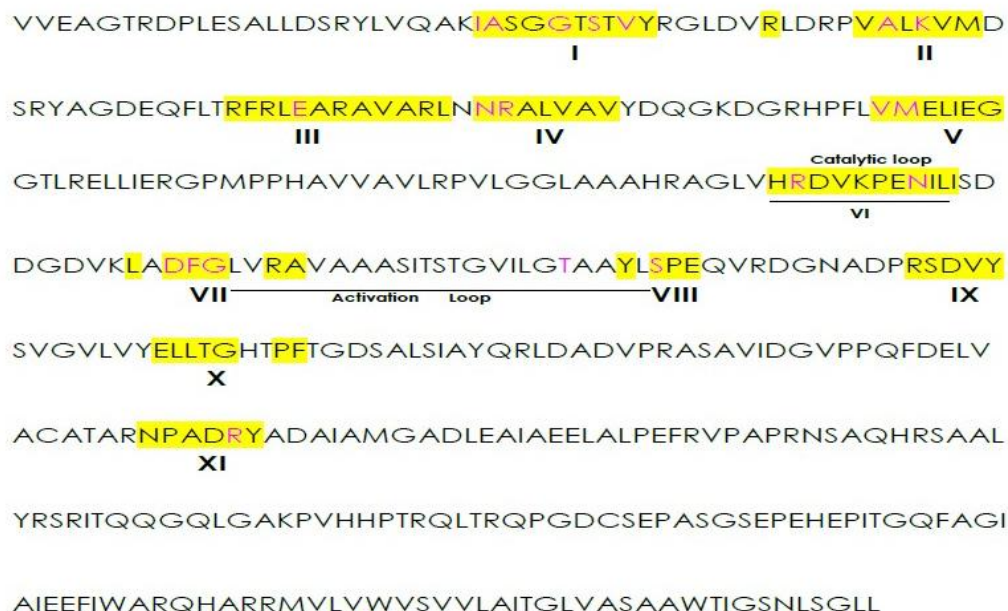 VVEAGTRDPLESALLDSRYLVQAKIASGGTSTVYRGLDVRLDRPVALKVMD
I II
SRYAGDEQFLTRFRLEARAVARLNNRALVAVYDQGKDGRHPFLVMELIEG
III IV V
Catalytic loop
GTLRELLIERGPMPPHAVVAVLRPVLGGLAAAHRAGLVHRDVKPENILISD
VI
DGDVKLADFGLVRAVAAASITSTGVILGTAAYLSPEQVRDGNADPRSDVY
VII Activation Loop VIII IX
SVGVLVYELLTGHTPFTGDSALSIAYQRLDADVPRASAVIDGVPPQFDELV
X
ACATARNPADRYADAIAMGADLEAIAEELALPEFRVPAPRNSAQHRSAAL
XI
YRSRITQQGQLGAKPVHHPTRQLTRQPGDCSEPASGSEPEHEPITGQFAGI
AIEEFIWARQHARRMVLVWVSVVLAITGLVASAAWTIGSNLSGLL